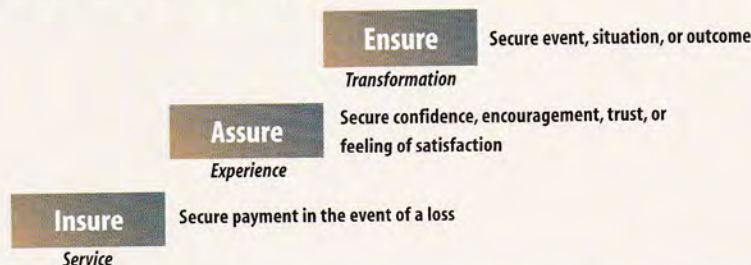 Ensure
Secure event, situation, or outcome
Transformation
Assure
Secure confidence, encouragement, trust, or
feeling of satisfaction
Experience
Insure
Secure payment in the event of a loss
Service